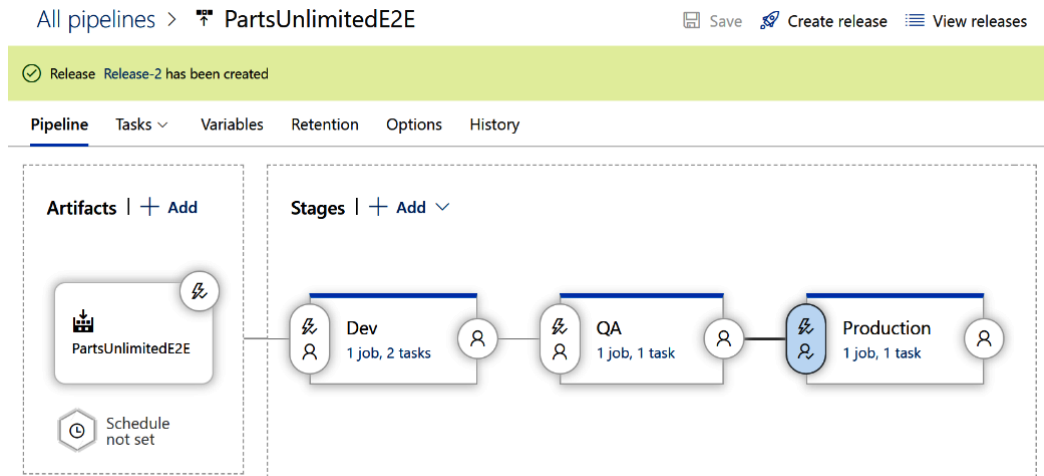 All pipelines > PartsUnlimitedE2E
Save Create release View releases
Release Release-2 has been created
Pipeline Tasks Variables Retention Options History
Artifacts | + Add
Stages | + Add
PartsUnlimitedE2E
Schedule
not set
Dev
1 job, 2 tasks
QA
1 job, 1 task
Production
1 job, 1 task